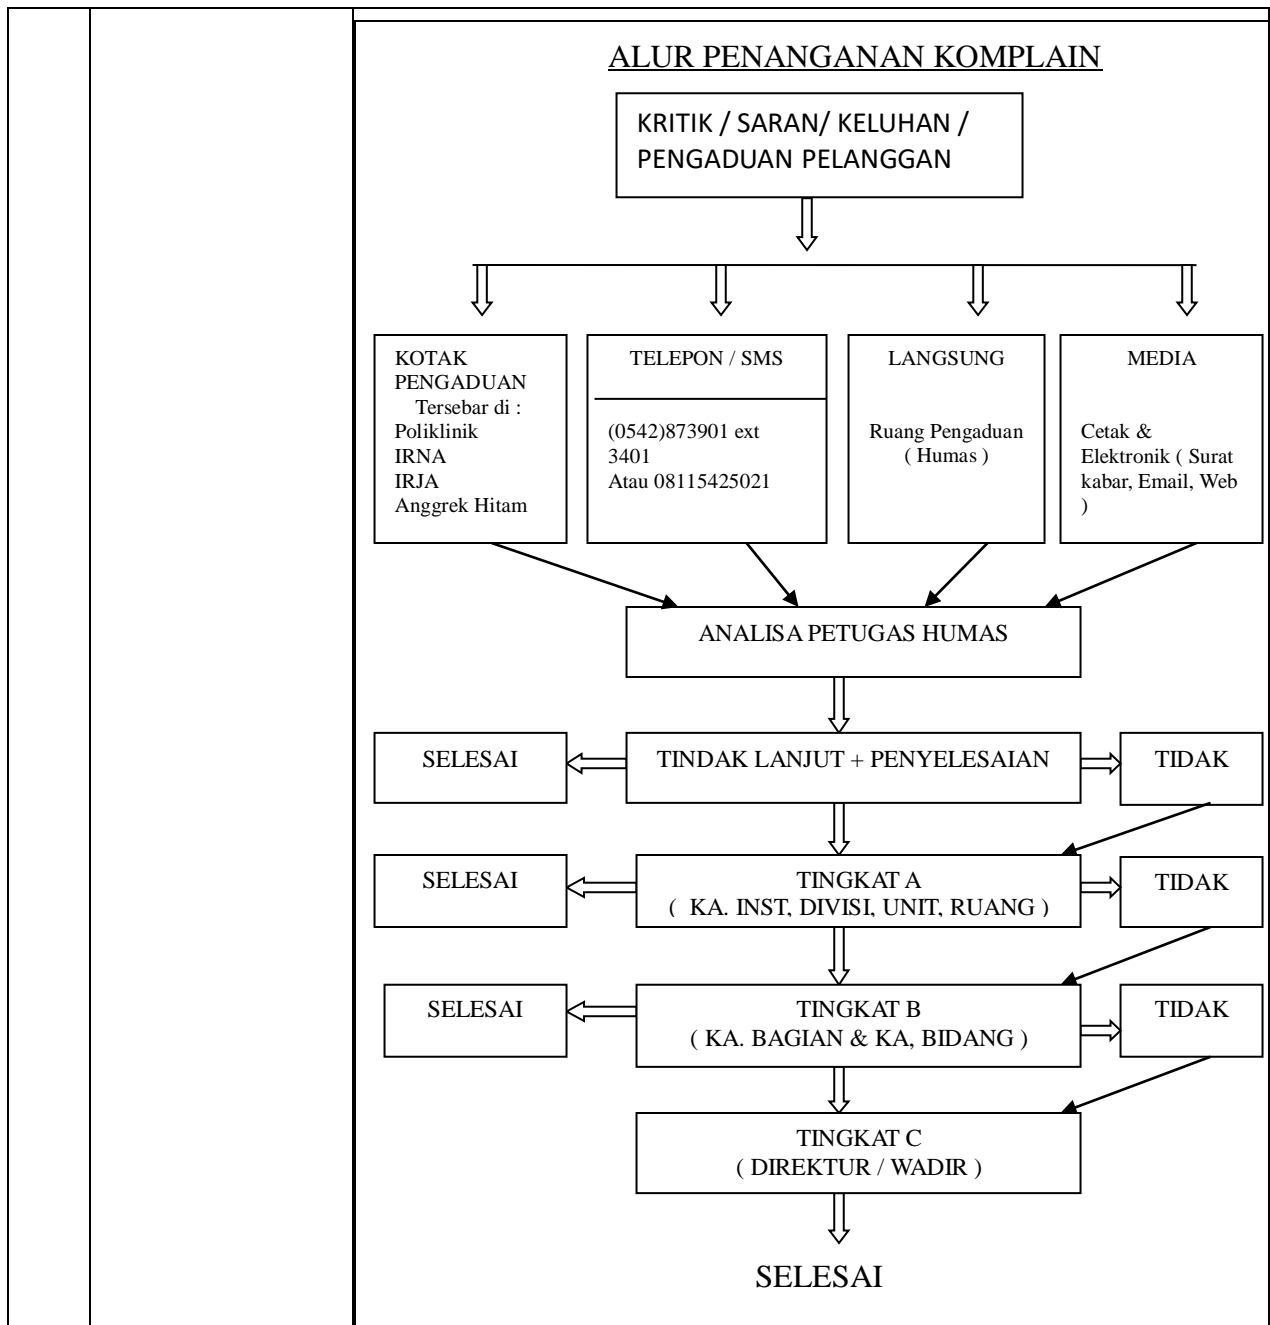 ALUR PENANGANAN KOMPLAIN
KRITIK / SARAN/ KELUHAN /
PENGADUAN PELANGGAN
KOTAK
PENGADUAN
Tersebar di :
Poliklinik
IRNA
IRJA
Anggrek Hitam
TELEPON / SMS
(0542)873901 ext
3401
Atau 08115425021
LANGSUNG
Ruang Pengaduan
( Humas )
MEDIA
Cetak &
Elektronik ( Surat
kabar, Email, Web
)
ANALISA PETUGAS HUMAS
SELESAI
TINDAK LANJUT + PENYELESAIAN
TIDAK
SELESAI
TINGKAT A
( KA. INST, DIVISI, UNIT, RUANG )
TIDAK
SELESAI
TINGKAT B
( KA. BAGIAN & KA, BIDANG )
TIDAK
TINGKAT C
( DIREKTUR / WADIR )
SELESAI